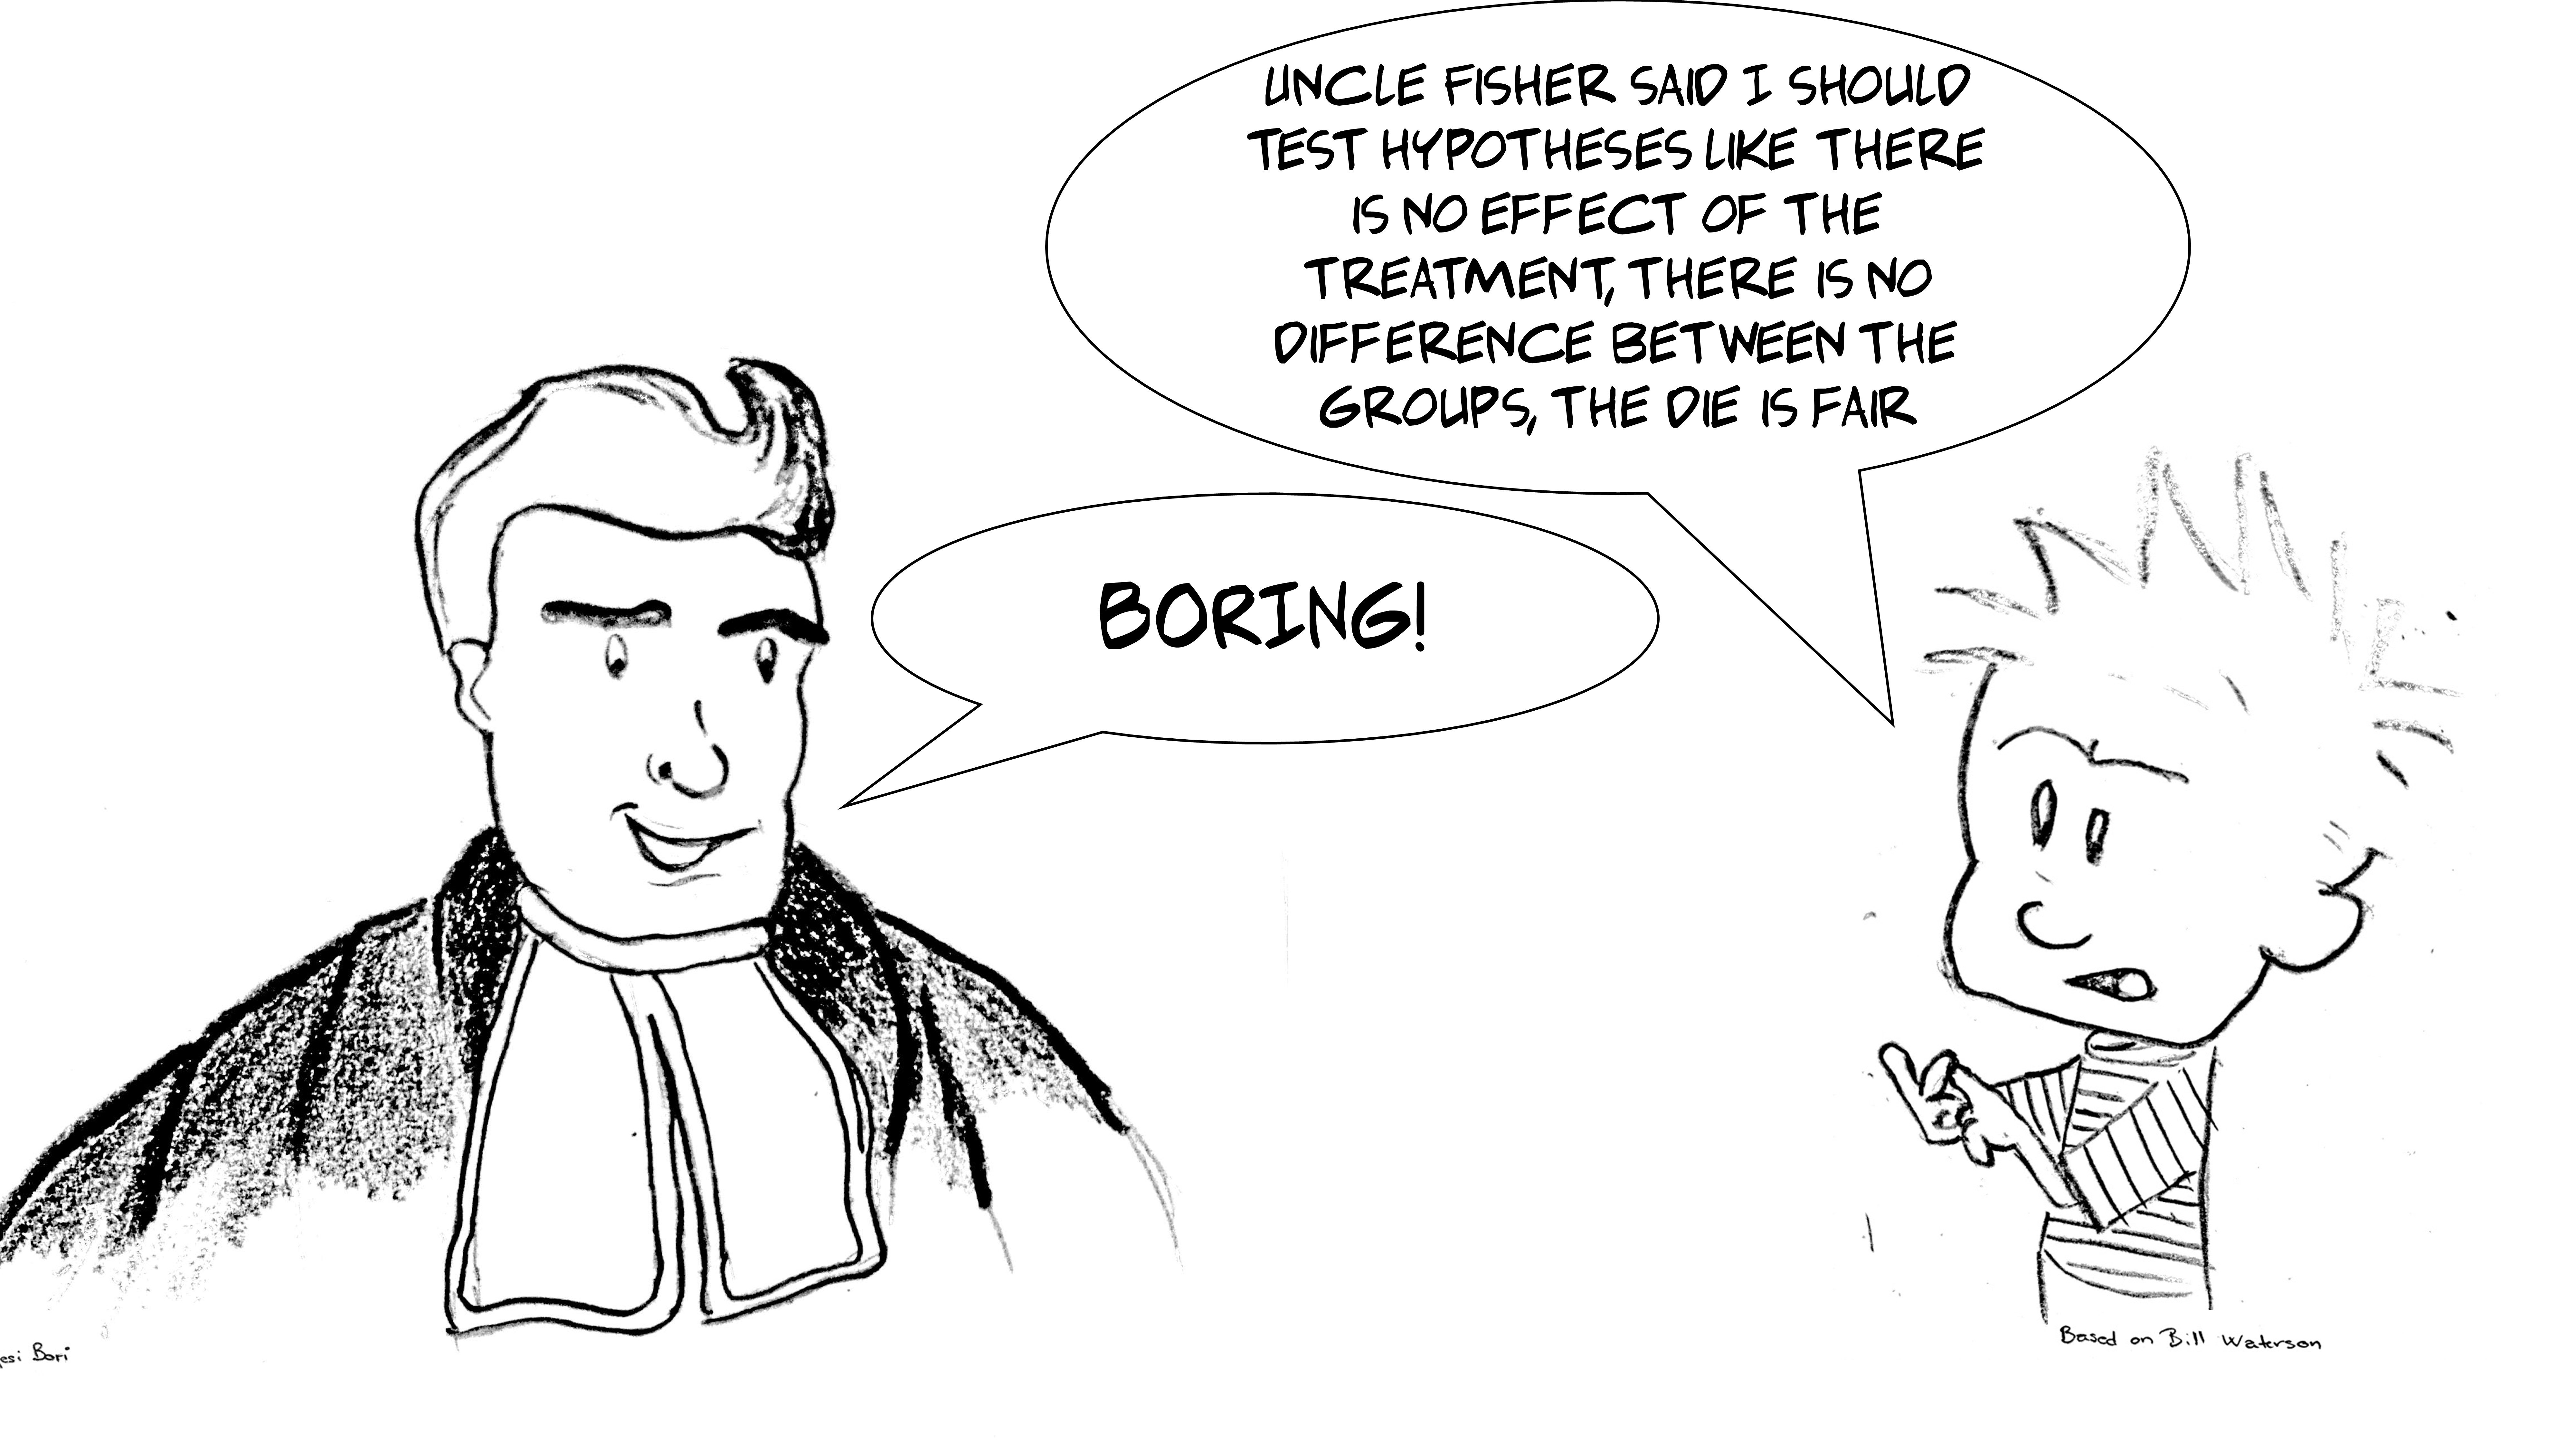 UNCLE FISHER SAID I SHOULD
TEST HYPOTHESES LIKE THERE
IS NO EFFECT OF THE
TREATMENT, THERE IS NO
DIFFERENCE BETWEEN THE
GROUPS, THE DIE IS FAIR
BORING!
Bori
Based on Bill Waterson